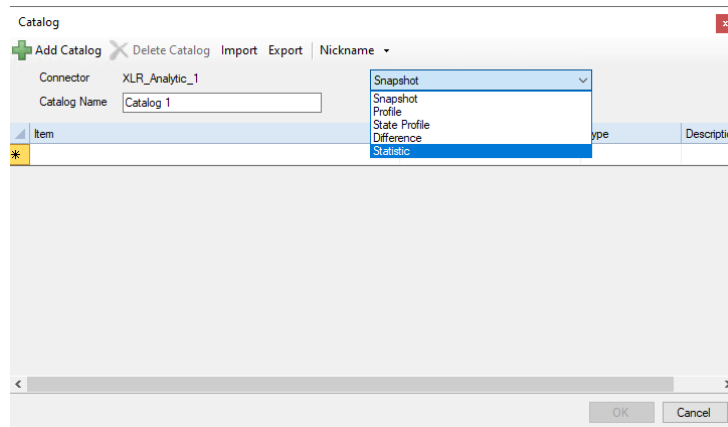 Catalog
Add Catalog Delete Catalog Import Export Nickname
Connector XLR_Analytic_1 Snapshot
Catalog Name Catalog 1
Snapshot
Profile
State Profile
Difference
Statistic
Item ype Descriptio
OK Cancel